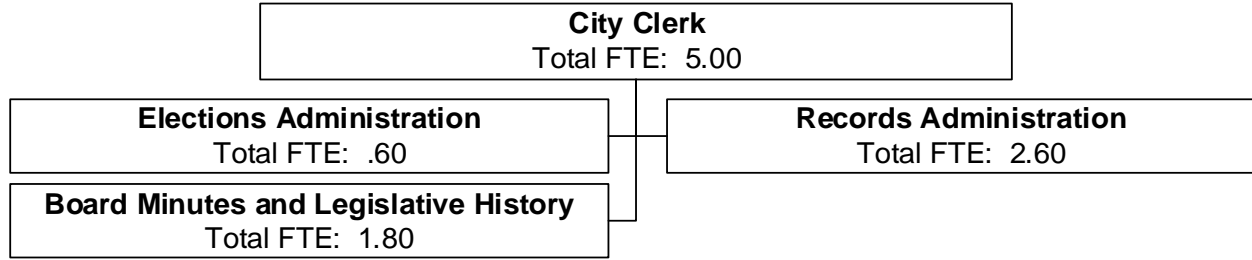 City Clerk
Total FTE:  5.00
Elections Administration
Total FTE:  .60
Records Administration
Total FTE:  2.60
Board Minutes and Legislative History
Total FTE:  1.80